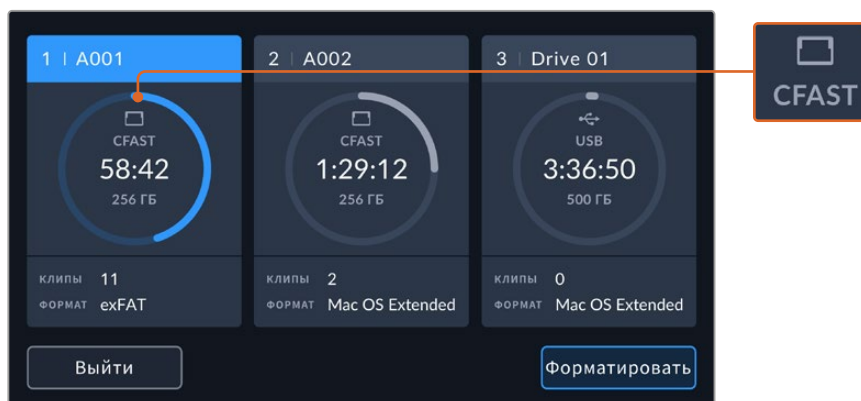 1 | A001
CFAST
58:42
256 ГБ
КЛИПЫ 11
ФОРМАТ exFAT
2 | A002
CFAST
1:29:12
256 ГБ
КЛИПЫ 2
ФОРМАТ Mac OS Extended
3 | Drive 01
USB
3:36:50
500 ГБ
КЛИПЫ 0
ФОРМАТ Mac OS Extended
CFAST
Выйти
Форматировать